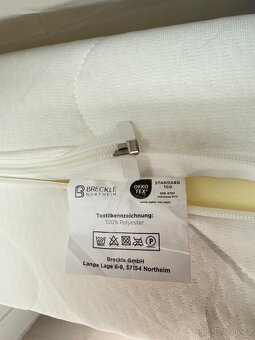 BRECKLE
NORTHEIM
OEKO
TEX®
STANDARD
100
Textilkennzeichnung:
100% Polyester
P
Breckle GmbH
Lange Lage 6-8, 37154 Northeim